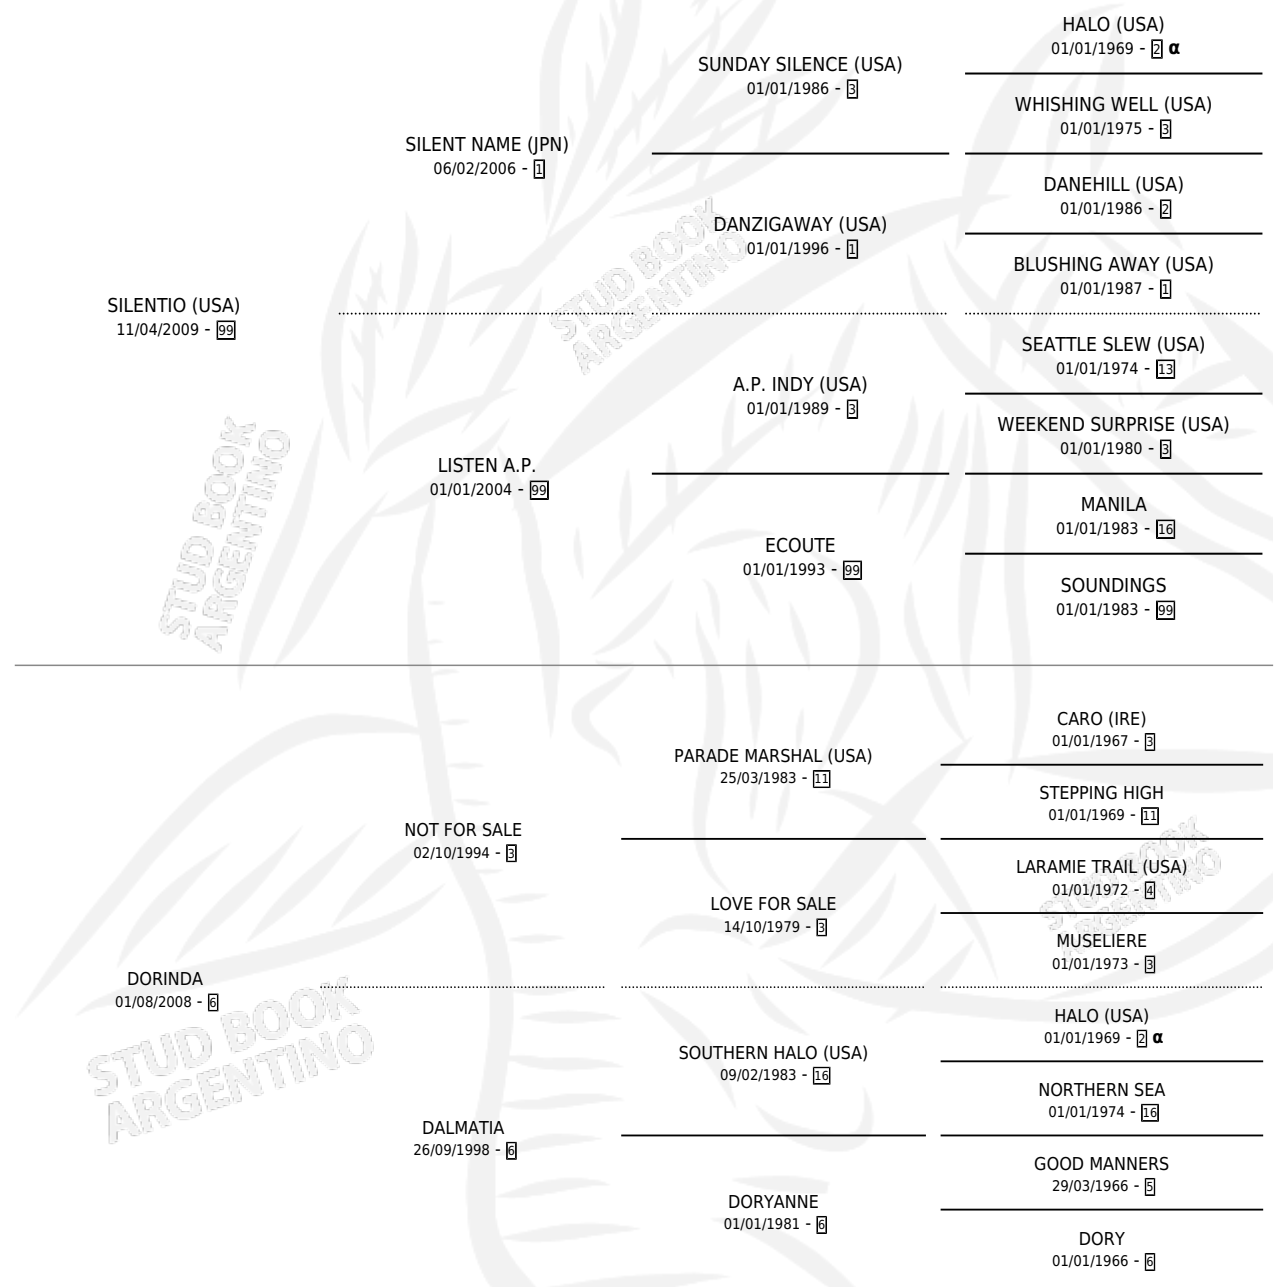 HALO (USA)
01/01/1969 - 2 α
SUNDAY SILENCE (USA)
01/01/1986 - 3
WHISHING WELL (USA)
01/01/1975 - 3
SILENT NAME (JPN)
06/02/2006 - 1
DANEHILL (USA)
01/01/1986 - 2
DANZIGAWAY (USA)
01/01/1996 - 1
BLUSHING AWAY (USA)
01/01/1987 - 1
SILENTIO (USA)
11/04/2009 - 99
SEATTLE SLEW (USA)
01/01/1974 - 13
A.P. INDY (USA)
01/01/1989 - 3
WEEKEND SURPRISE (USA)
01/01/1980 - 3
LISTEN A.P.
01/01/2004 - 99
MANILA
01/01/1983 - 16
ECOUTE
01/01/1993 - 99
SOUNDINGS
01/01/1983 - 99
CARO (IRE)
01/01/1967 - 3
PARADE MARSHAL (USA)
25/03/1983 - 11
STEPPING HIGH
01/01/1969 - 11
NOT FOR SALE
02/10/1994 - 3
LARAMIE TRAIL (USA)
01/01/1972 - 4
LOVE FOR SALE
14/10/1979 - 3
MUSELIERE
01/01/1973 - 3
DORINDA
01/08/2008 - 6
HALO (USA)
01/01/1969 - 2 α
SOUTHERN HALO (USA)
09/02/1983 - 16
NORTHERN SEA
01/01/1974 - 16
DALMATIA
26/09/1998 - 6
GOOD MANNERS
29/03/1966 - 5
DORYANNE
01/01/1981 - 6
DORY
01/01/1966 - 6
STUD BOOK
ARGENTINO
STUD BOOK
ARGENTINO
STUD BOOK
ARGENTINO
STUD BOOK
ARGENTINO